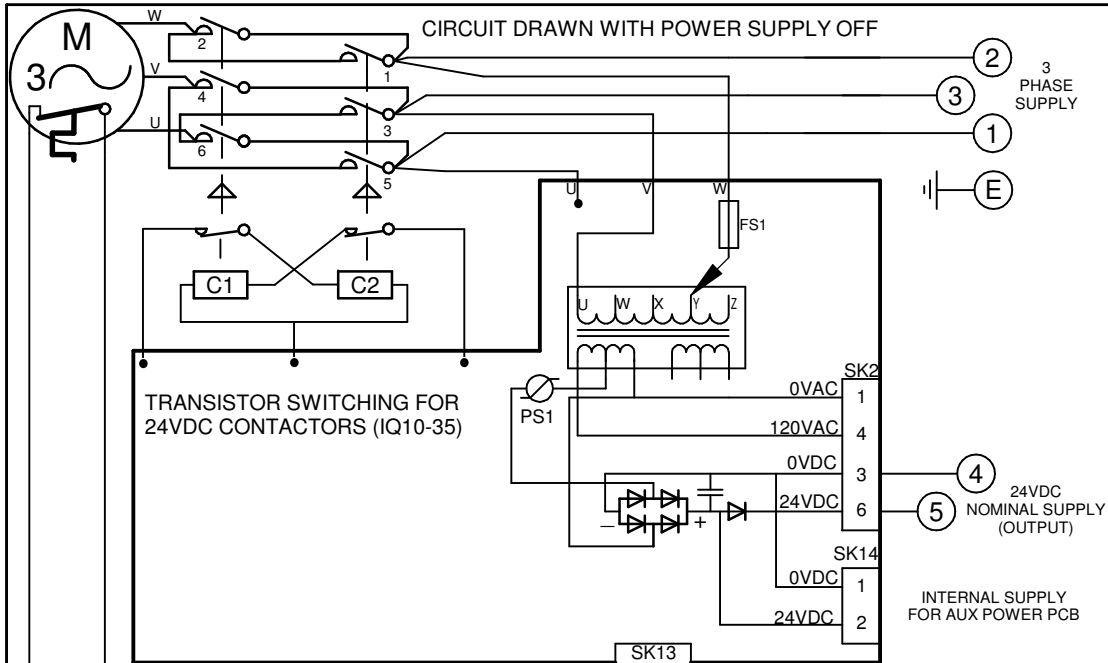 CIRCUIT DRAWN WITH POWER SUPPLY OFF
M
3
W
V
U
2
4
6
1
3
5
2
3
1
E
3
PHASE
SUPPLY
U
V
W
FS1
C1
C2
U
W
X
Y
Z
TRANSISTOR SWITCHING FOR
24VDC CONTACTORS (IQ10-35)
PS1
SK2
0VAC
1
120VAC
4
0VDC
3
24VDC
6
4
5
24VDC
NOMINAL SUPPLY
(OUTPUT)
–
+
SK14
0VDC
1
24VDC
2
INTERNAL SUPPLY
FOR AUX POWER PCB
SK13